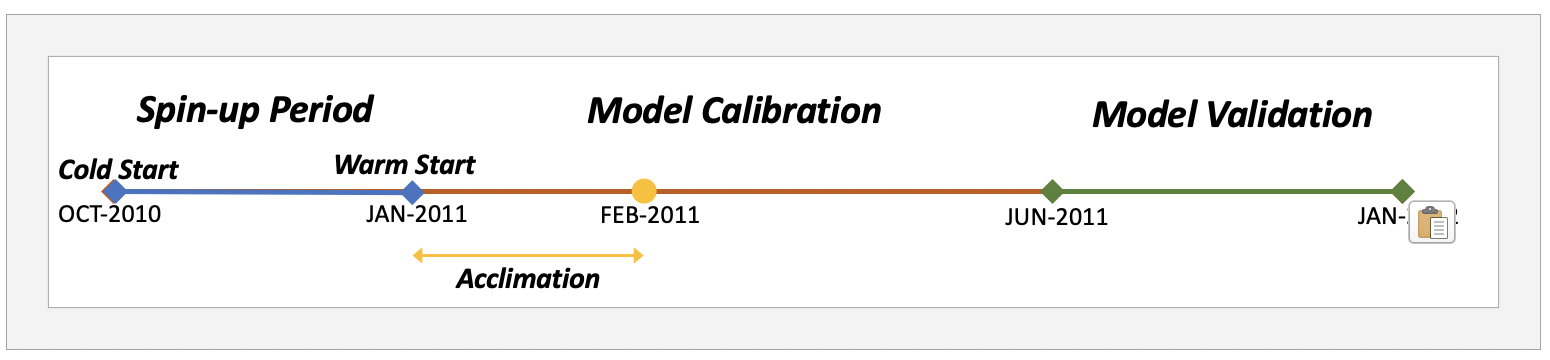 Spin-up Period
Model Calibration
Model Validation
Cold Start
Warm Start
OCT-2010
JAN-2011
FEB-2011
JUN-2011
JAN-
Acclimation